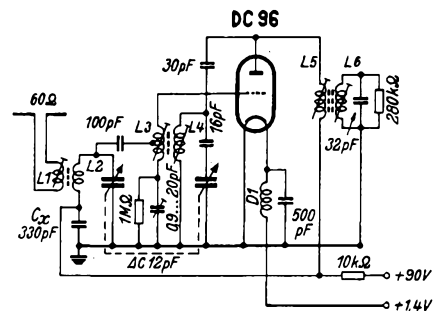 DC 96
30pF
L5
L6
60Ω
100pF
L3
L4
16pF
280kΩ
L1
L2
32pF
1MΩ
0,9...20pF
D1
500
pF
Cx
330pF
ΔC 12pF
10kΩ
+90V
+1,4V